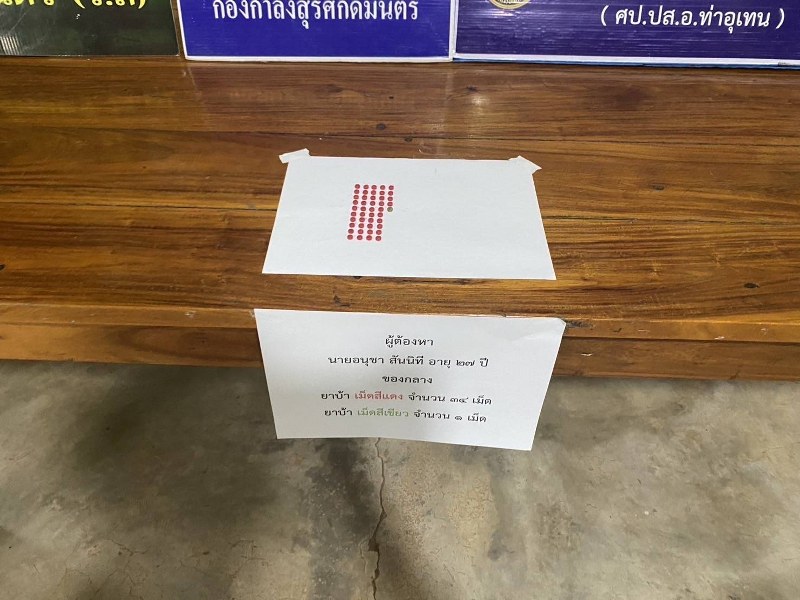 กองกำลังสุรศักดิ์มนตรี
( ศป.ปส.อ.ท่าอุเทน )
ผู้ต้องหา
นายอนุชา สันนิที อายุ ๒๗ ปี
ของกลาง
ยาบ้า เม็ดสีแดง จำนวน ๓๔ เม็ด
ยาบ้า เม็ดสีเขียว จำนวน ๑ เม็ด